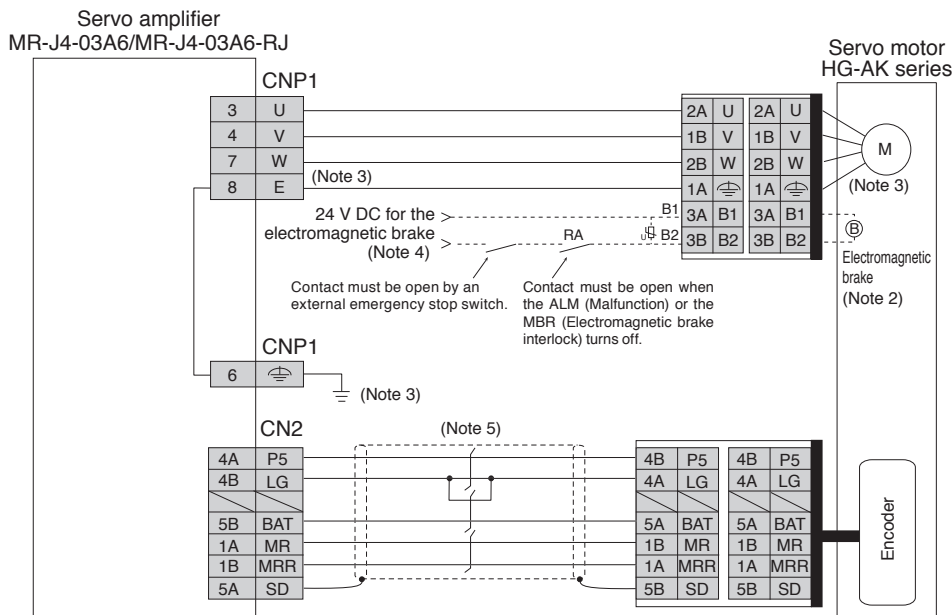 Servo amplifier
MR-J4-03A6/MR-J4-03A6-RJ
Servo motor
HG-AK series
CNP1
3 U
4 V
7 W
8 E
(Note 3)
2A U 2A U
1B V 1B V
2B W 2B W
1A 1A
3A B1 3A B1
3B B2 3B B2
M
(Note 3)
24 V DC for the
electromagnetic brake
(Note 4)
B1
RA
U
B2
B
Electromagnetic
brake
(Note 2)
Contact must be open by an
external emergency stop switch.
Contact must be open when
the ALM (Malfunction) or the
MBR (Electromagnetic brake
interlock) turns off.
CNP1
6
(Note 3)
CN2
(Note 5)
4A P5
4B LG
5B BAT
1A MR
1B MRR
5A SD
4B P5 4B P5
4A LG 4A LG
5A BAT 5A BAT
1B MR 1B MR
1A MRR 1A MRR
5B SD 5B SD
Encoder